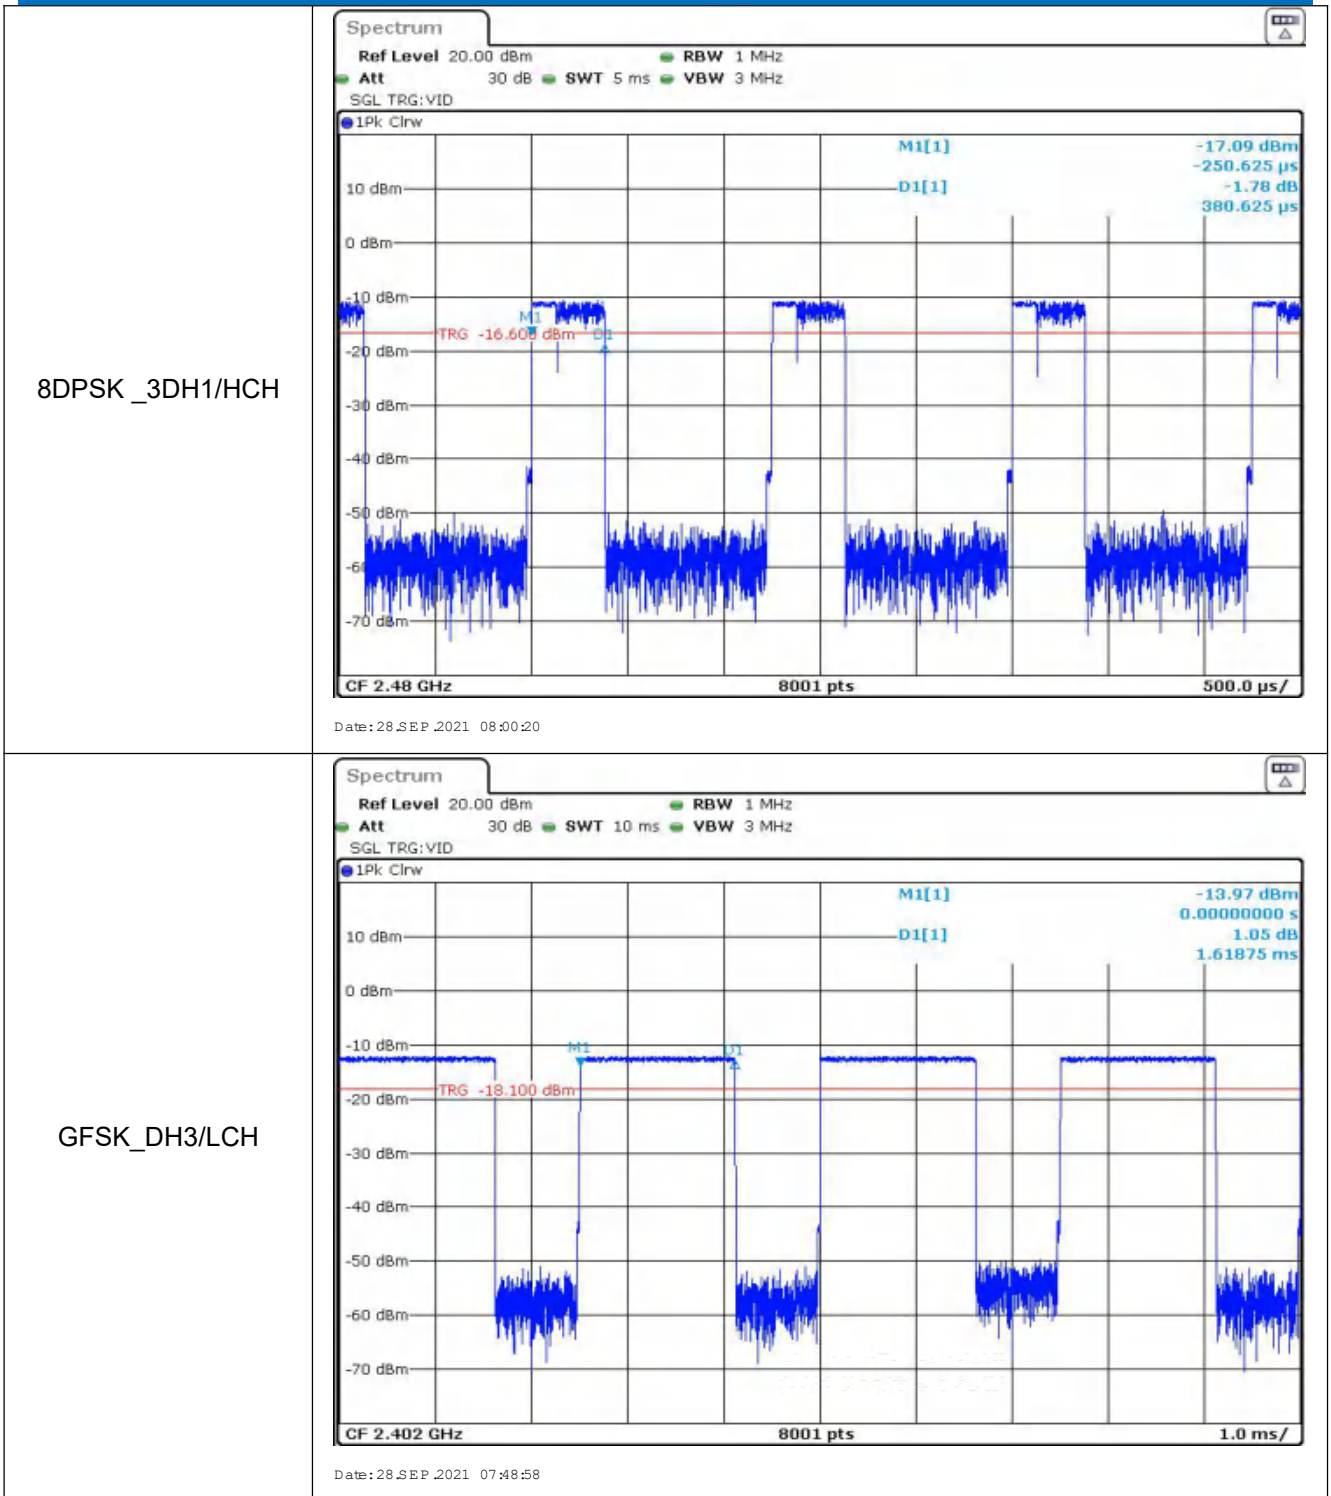 8DPSK _3DH1/HCH
Spectrum
Ref Level 20.00 dBm RBW 1 MHz
Att 30 dB SWT 5 ms VBW 3 MHz
SGL TRG:VID
1Pk Clrw
M1[1] -17.09 dBm
-250.625 µs
10 dBm D1[1] -1.78 dB
380.625 µs
0 dBm
-10 dBm
M1
TRG -16.600 dBm D1
-20 dBm
-30 dBm
-40 dBm
-50 dBm
-70 dBm
CF 2.48 GHz 8001 pts 500.0 µs/
Date: 28.SEP.2021 08:00:20
GFSK_DH3/LCH
Spectrum
Ref Level 20.00 dBm RBW 1 MHz
Att 30 dB SWT 10 ms VBW 3 MHz
SGL TRG:VID
1Pk Clrw
M1[1] -13.97 dBm
0.00000000 s
10 dBm D1[1] 1.05 dB
1.61875 ms
0 dBm
-10 dBm M1 D1
TRG -18.100 dBm
-20 dBm
-30 dBm
-40 dBm
-50 dBm
-60 dBm
-70 dBm
CF 2.402 GHz 8001 pts 1.0 ms/
Date: 28.SEP.2021 07:48:58